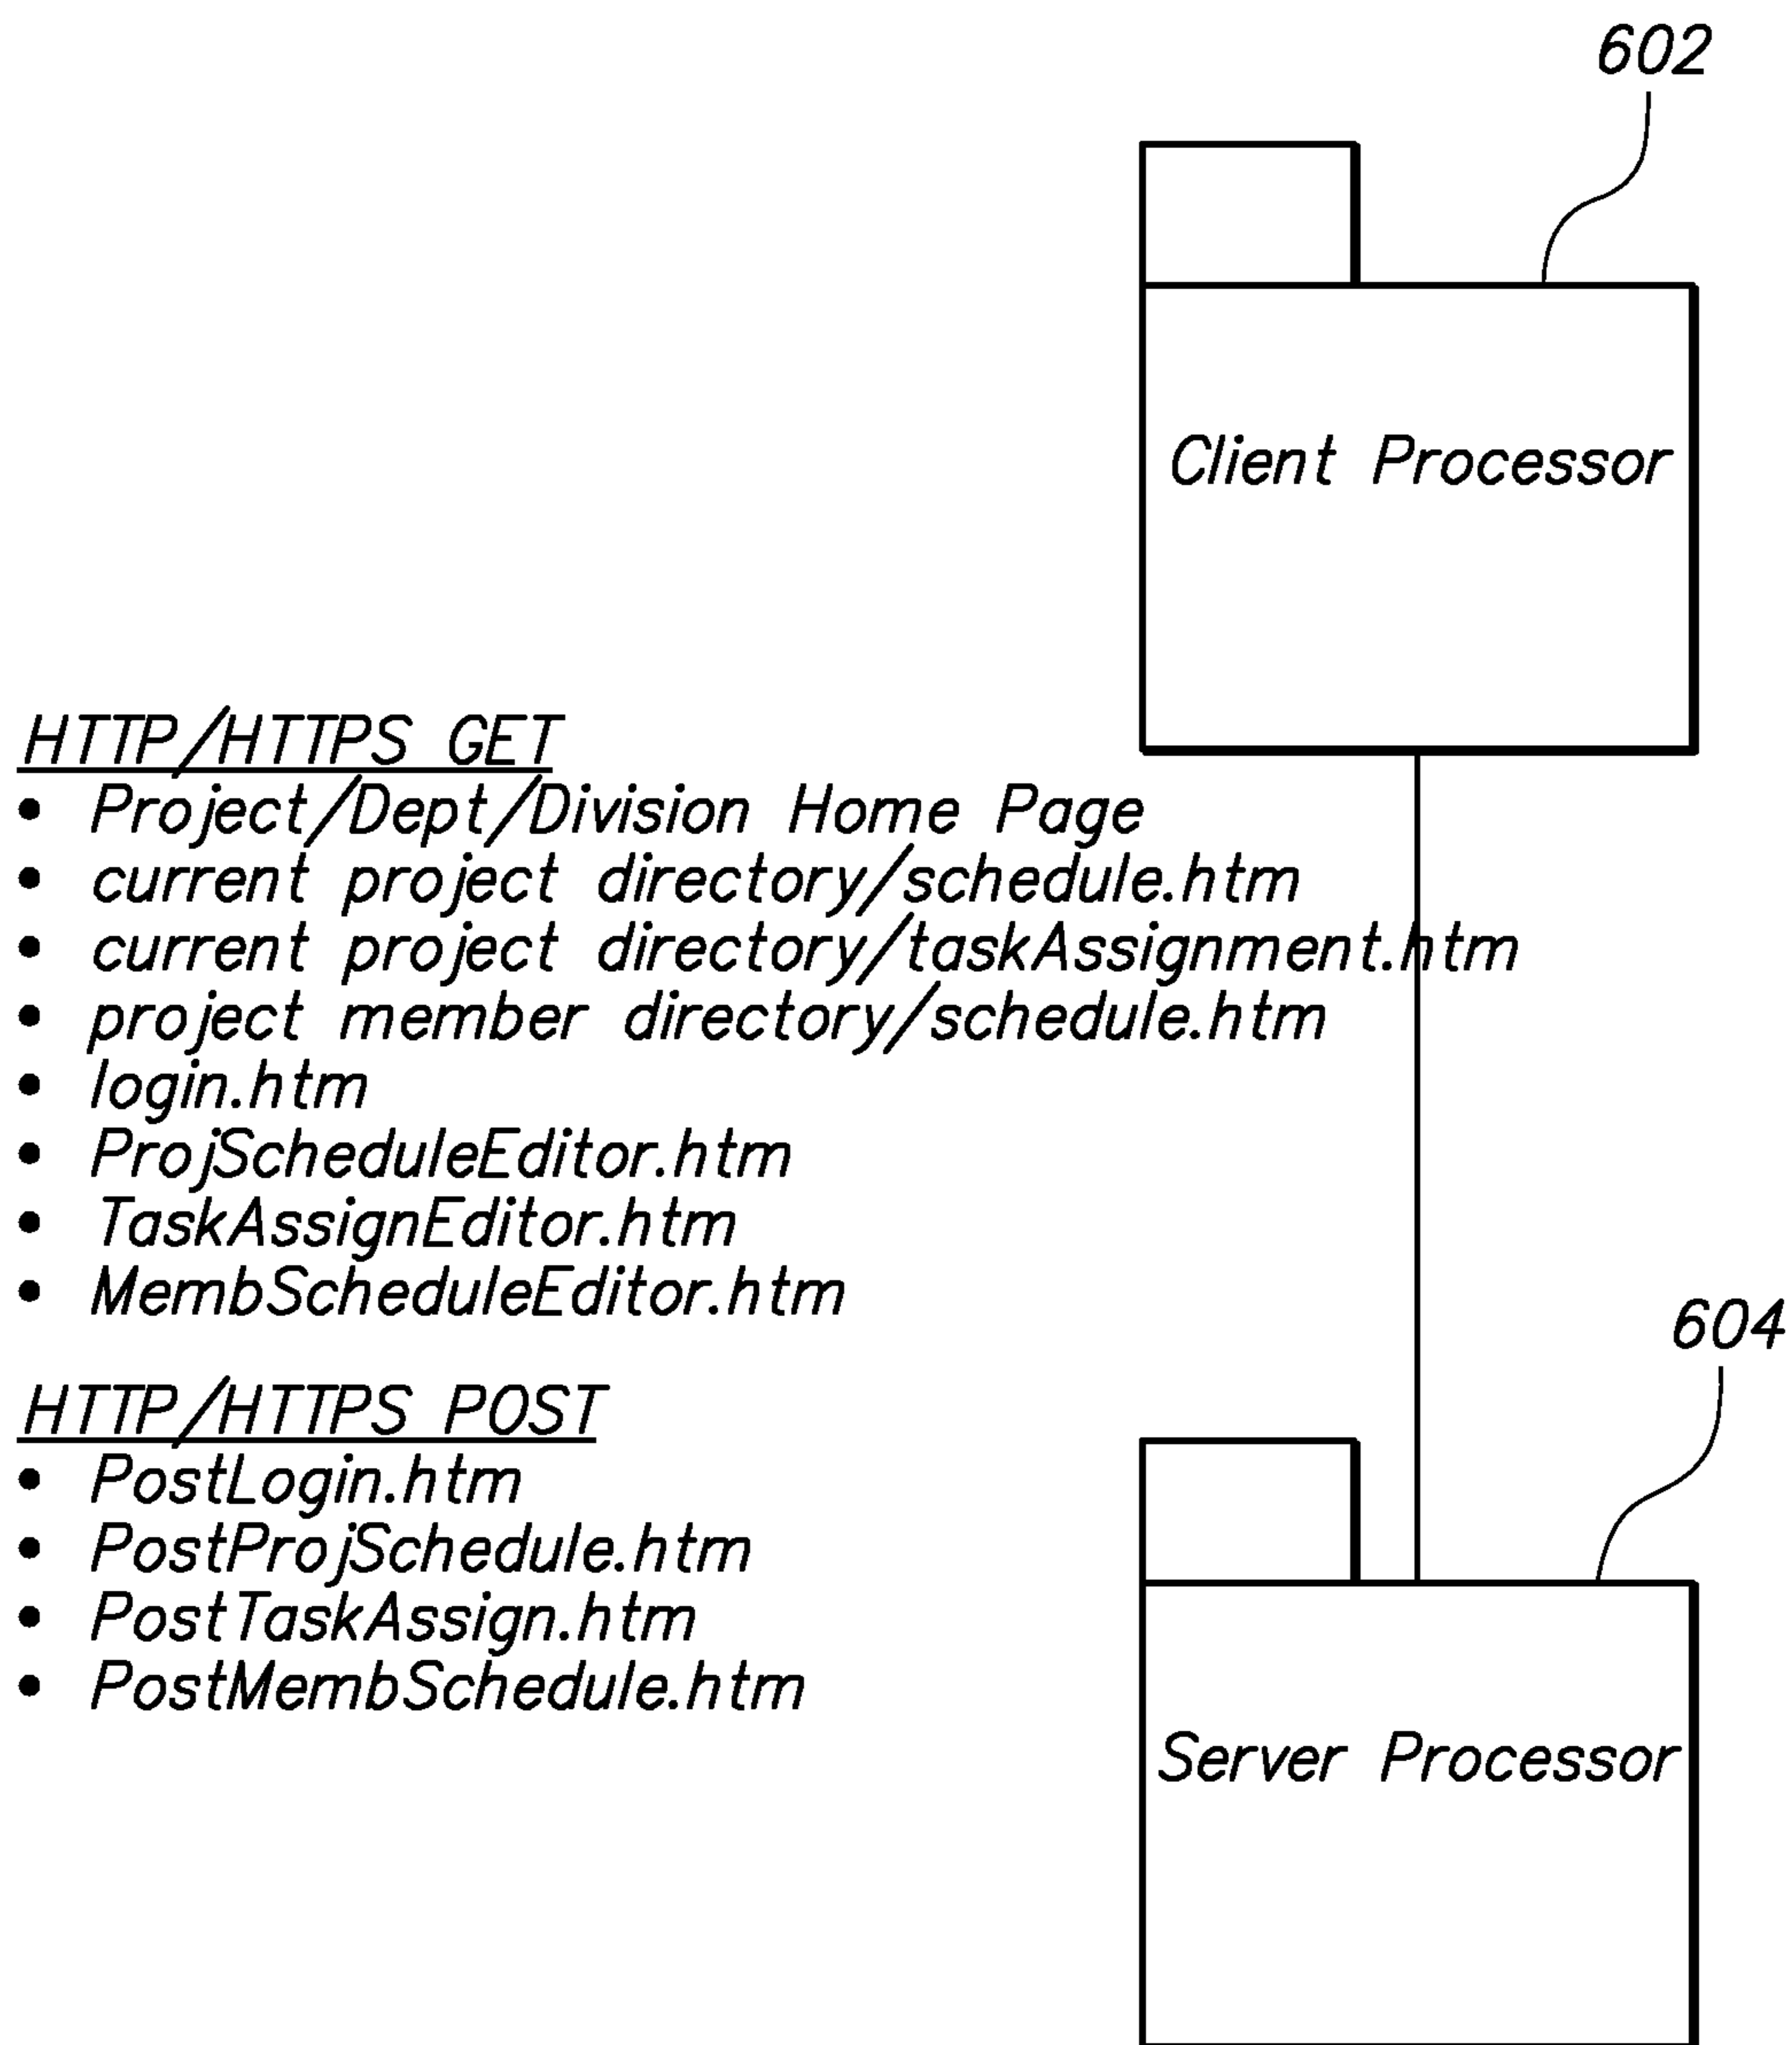 602
Client Processor
HTTP/HTTPS GET
• Project/Dept/Division Home Page
• current project directory/schedule.htm
• current project directory/taskAssignment.htm
• project member directory/schedule.htm
• login.htm
• ProjScheduleEditor.htm
• TaskAssignEditor.htm
• MembScheduleEditor.htm
604
HTTP/HTTPS POST
• PostLogin.htm
• PostProjSchedule.htm
• PostTaskAssign.htm
• PostMembSchedule.htm
Server Processor